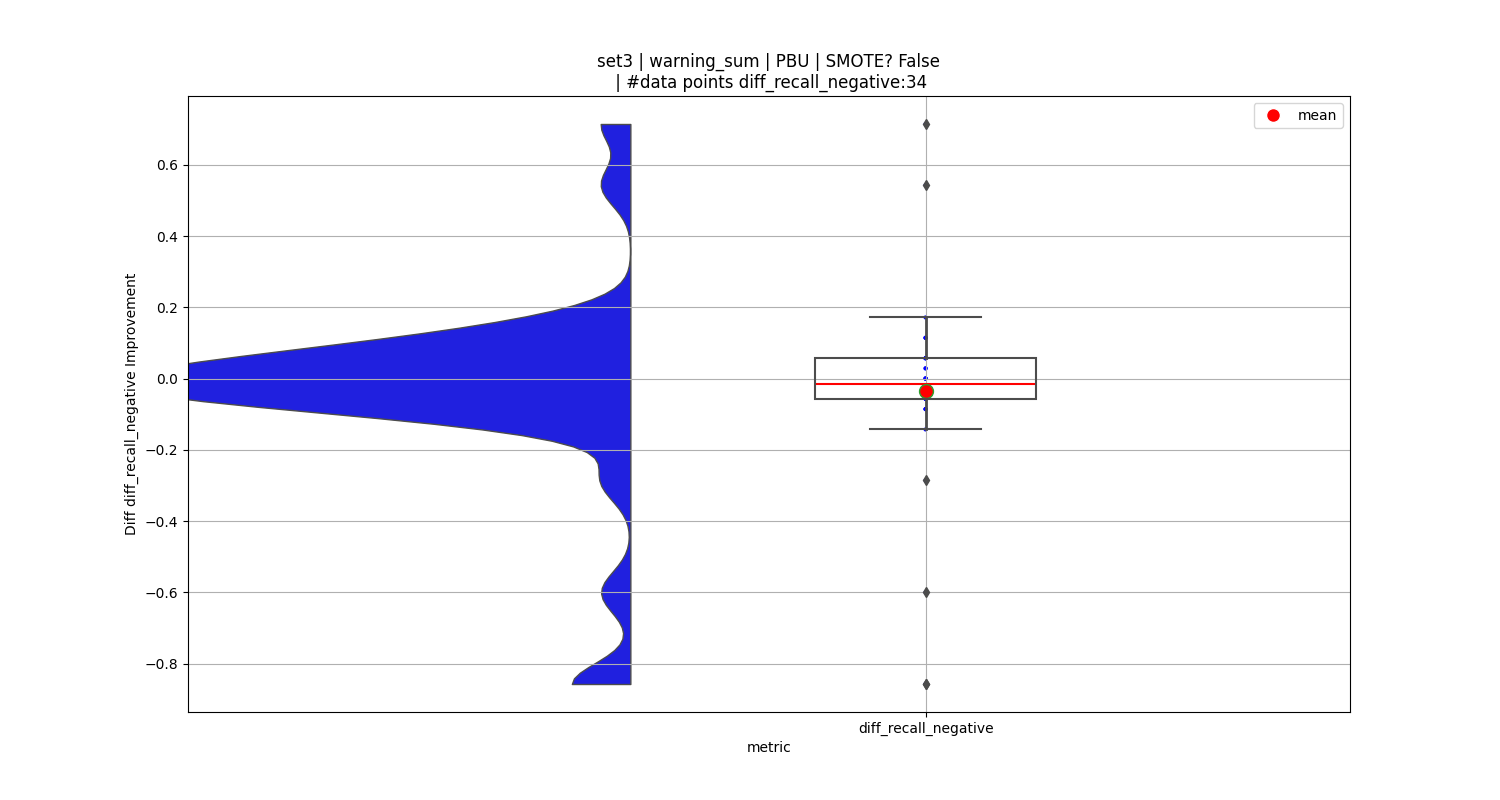 set3 | warning_sum | PBU | SMOTE? False
| #data points diff_recall_negative:34
mean
0.6
0.4
0.2
0.0
−0.2
−0.4
−0.6
−0.8
Diff diff_recall_negative Improvement
diff_recall_negative
metric